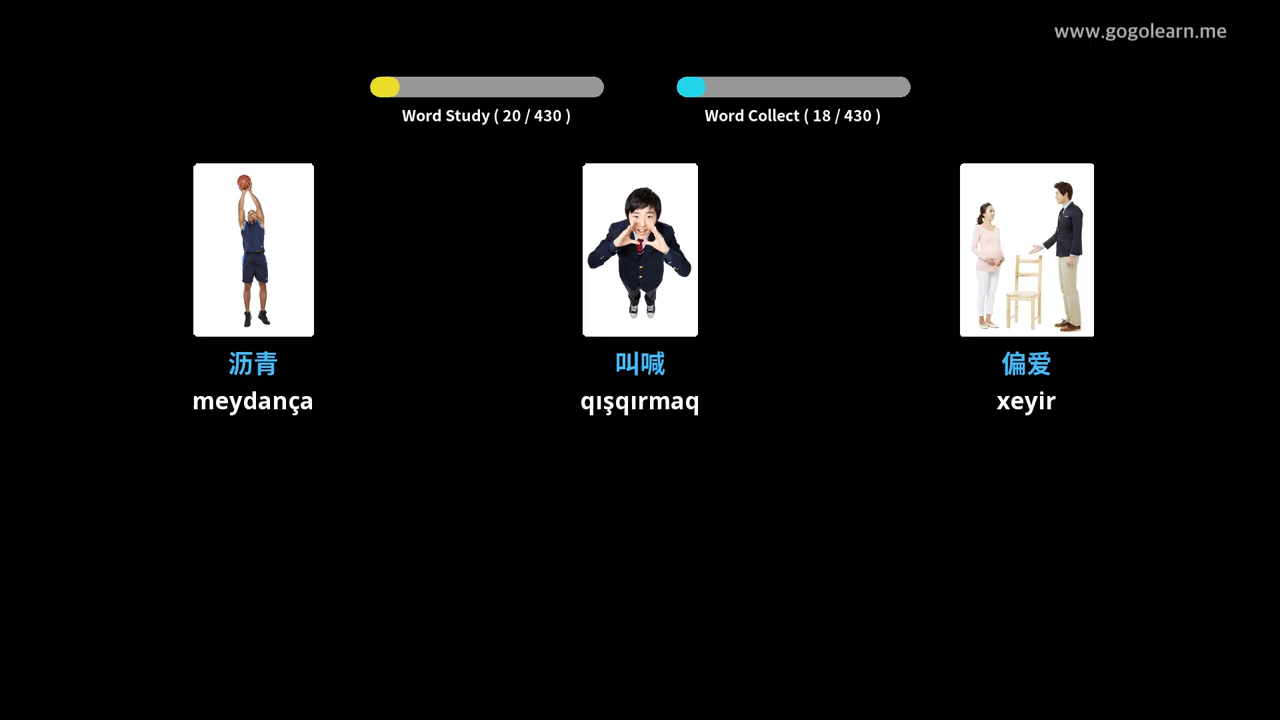 www.gogolearn.me
Word Study ( 20 / 430 )
Word Collect ( 18 / 430 )
沥青
叫喊
偏爱
meydança
qışqırmaq
xeyir